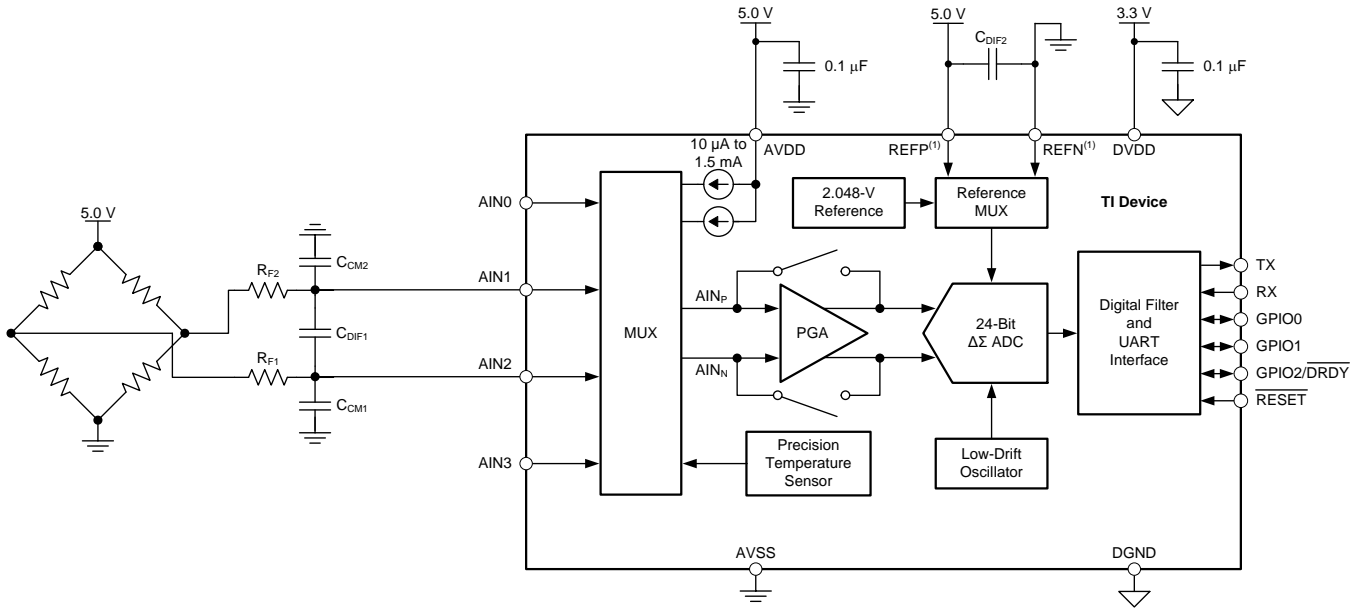 5.0 V
0.1 µF
5.0 V
C_DIF2
3.3 V
0.1 µF
10 µA to
1.5 mA
AVDD
REFP(1)
REFN(1)
DVDD
2.048-V
Reference
Reference
MUX
TI Device
5.0 V
R_F2
R_F1
C_CM2
C_DIF1
C_CM1
AIN0
AIN1
AIN2
AIN3
MUX
AIN_P
AIN_N
PGA
24-Bit
ΔΣ ADC
Digital Filter
and
UART
Interface
TX
RX
GPIO0
GPIO1
GPIO2/DRDY
RESET
Precision
Temperature
Sensor
Low-Drift
Oscillator
AVSS
DGND